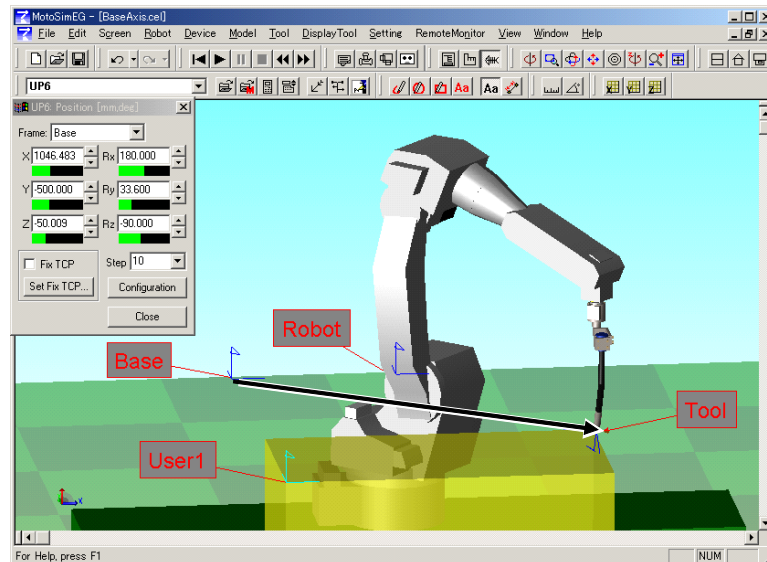 MotoSimEG - [BaseAxis.cel]
File Edit Screen Robot Device Model Tool DisplayTool Setting RemoteMonitor View Window Help
UP6
Aa Aa
UP6: Position [mm,deg]
Frame: Base
X 1046.483 Rx 180.000
Y -500.000 Ry 33.600
Z -50.009 Rz -90.000
Fix TCP Step 10
Set Fix TCP... Configuration
Close
Robot
Base
Tool
User1
x
For Help, press F1 NUM